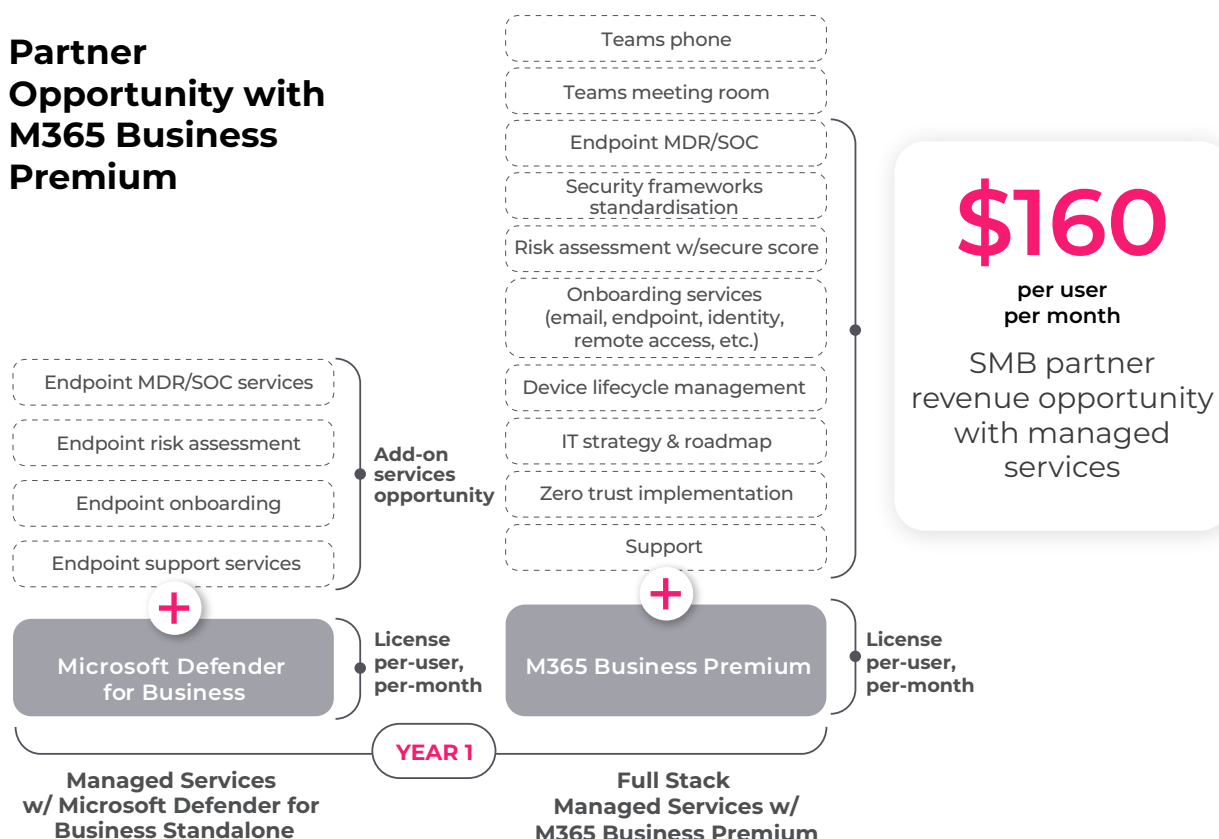 Partner
Opportunity with
M365 Business
Premium
Teams phone
Teams meeting room
Endpoint MDR/SOC
Security frameworks
standardisation
Risk assessment w/secure score
Onboarding services
(email, endpoint, identity,
remote access, etc.)
Device lifecycle management
IT strategy & roadmap
Zero trust implementation
Support
+
M365 Business Premium
License
per-user,
per-month
$160
per user
per month
SMB partner
revenue opportunity
with managed
services
Endpoint MDR/SOC services
Endpoint risk assessment
Endpoint onboarding
Endpoint support services
Add-on
services
opportunity
+
Microsoft Defender
for Business
License
per-user,
per-month
YEAR 1
Managed Services
w/ Microsoft Defender for
Business Standalone
Full Stack
Managed Services w/
M365 Business Premium